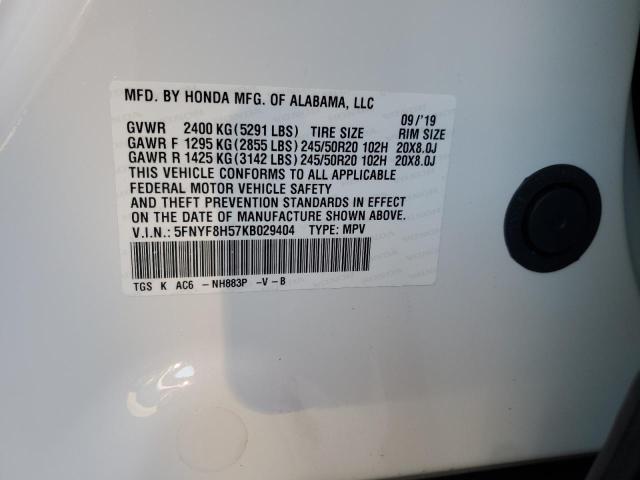 MFD. BY HONDA MFG. OF ALABAMA, LLC
09/'19
GVWR 2400 KG(5291 LBS) TIRE SIZE RIM SIZE
GAWR F 1295 KG(2855 LBS)245/50R20 102H 20X8.0J
GAWR R 1425 KG(3142 LBS)245/50R20 102H 20X8.0J
THIS VEHICLE CONFORMS TO ALL APPLICABLE
FEDERAL MOTOR VEHICLE SAFETY
AND THEFT PREVENTION STANDARDS IN EFFECT
ON THE DATE OF MANUFACTURE SHOWN ABOVE.
V.I.N.: 5FNYF8H57KB029404 TYPE: MPV
TGS K AC6 -NH883P -V-B